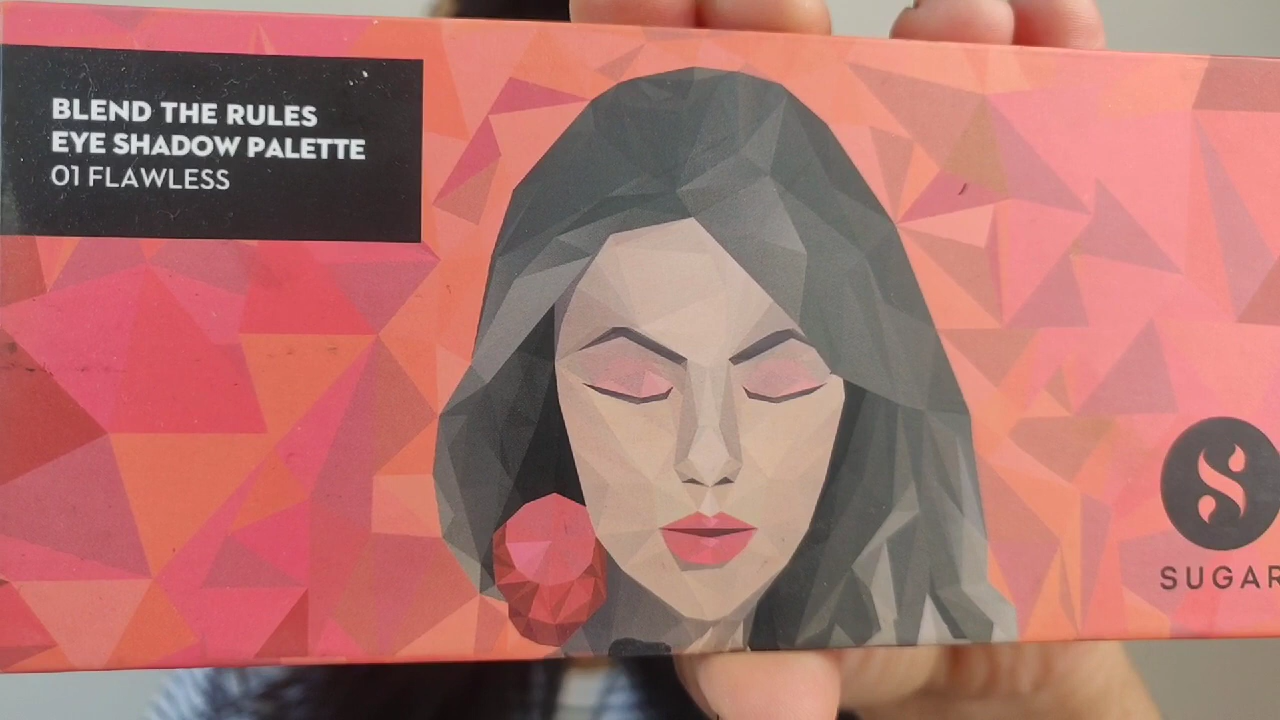 BLEND THE RULES
EYE SHADOW PALETTE
01 FLAWLESS
S
SUGAR